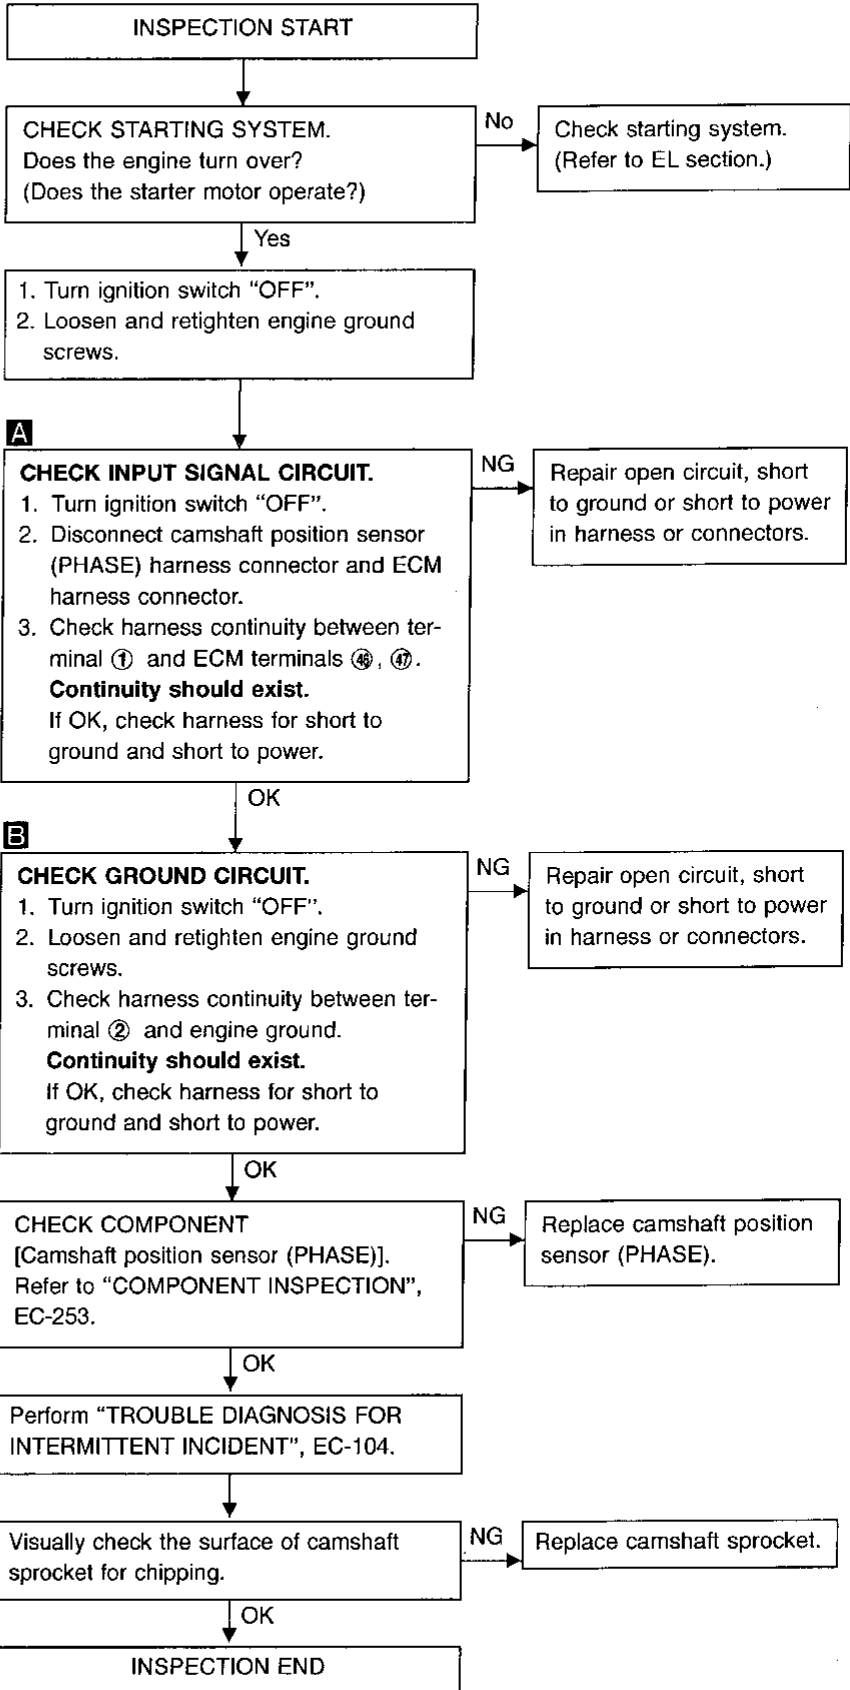 INSPECTION START
CHECK STARTING SYSTEM.
Does the engine turn over?
(Does the starter motor operate?)
No
Check starting system.
(Refer to EL section.)
Yes
1. Turn ignition switch “OFF”.
2. Loosen and retighten engine ground
screws.
A
CHECK INPUT SIGNAL CIRCUIT.
1. Turn ignition switch “OFF”.
2. Disconnect camshaft position sensor
(PHASE) harness connector and ECM
harness connector.
3. Check harness continuity between ter-
minal ① and ECM terminals ㊻, ㊼.
Continuity should exist.
If OK, check harness for short to
ground and short to power.
NG
Repair open circuit, short
to ground or short to power
in harness or connectors.
OK
B
CHECK GROUND CIRCUIT.
1. Turn ignition switch “OFF”.
2. Loosen and retighten engine ground
screws.
3. Check harness continuity between ter-
minal ② and engine ground.
Continuity should exist.
If OK, check harness for short to
ground and short to power.
NG
Repair open circuit, short
to ground or short to power
in harness or connectors.
OK
CHECK COMPONENT
[Camshaft position sensor (PHASE)].
Refer to “COMPONENT INSPECTION”,
EC-253.
NG
Replace camshaft position
sensor (PHASE).
OK
Perform “TROUBLE DIAGNOSIS FOR
INTERMITTENT INCIDENT”, EC-104.
Visually check the surface of camshaft
sprocket for chipping.
NG
Replace camshaft sprocket.
OK
INSPECTION END